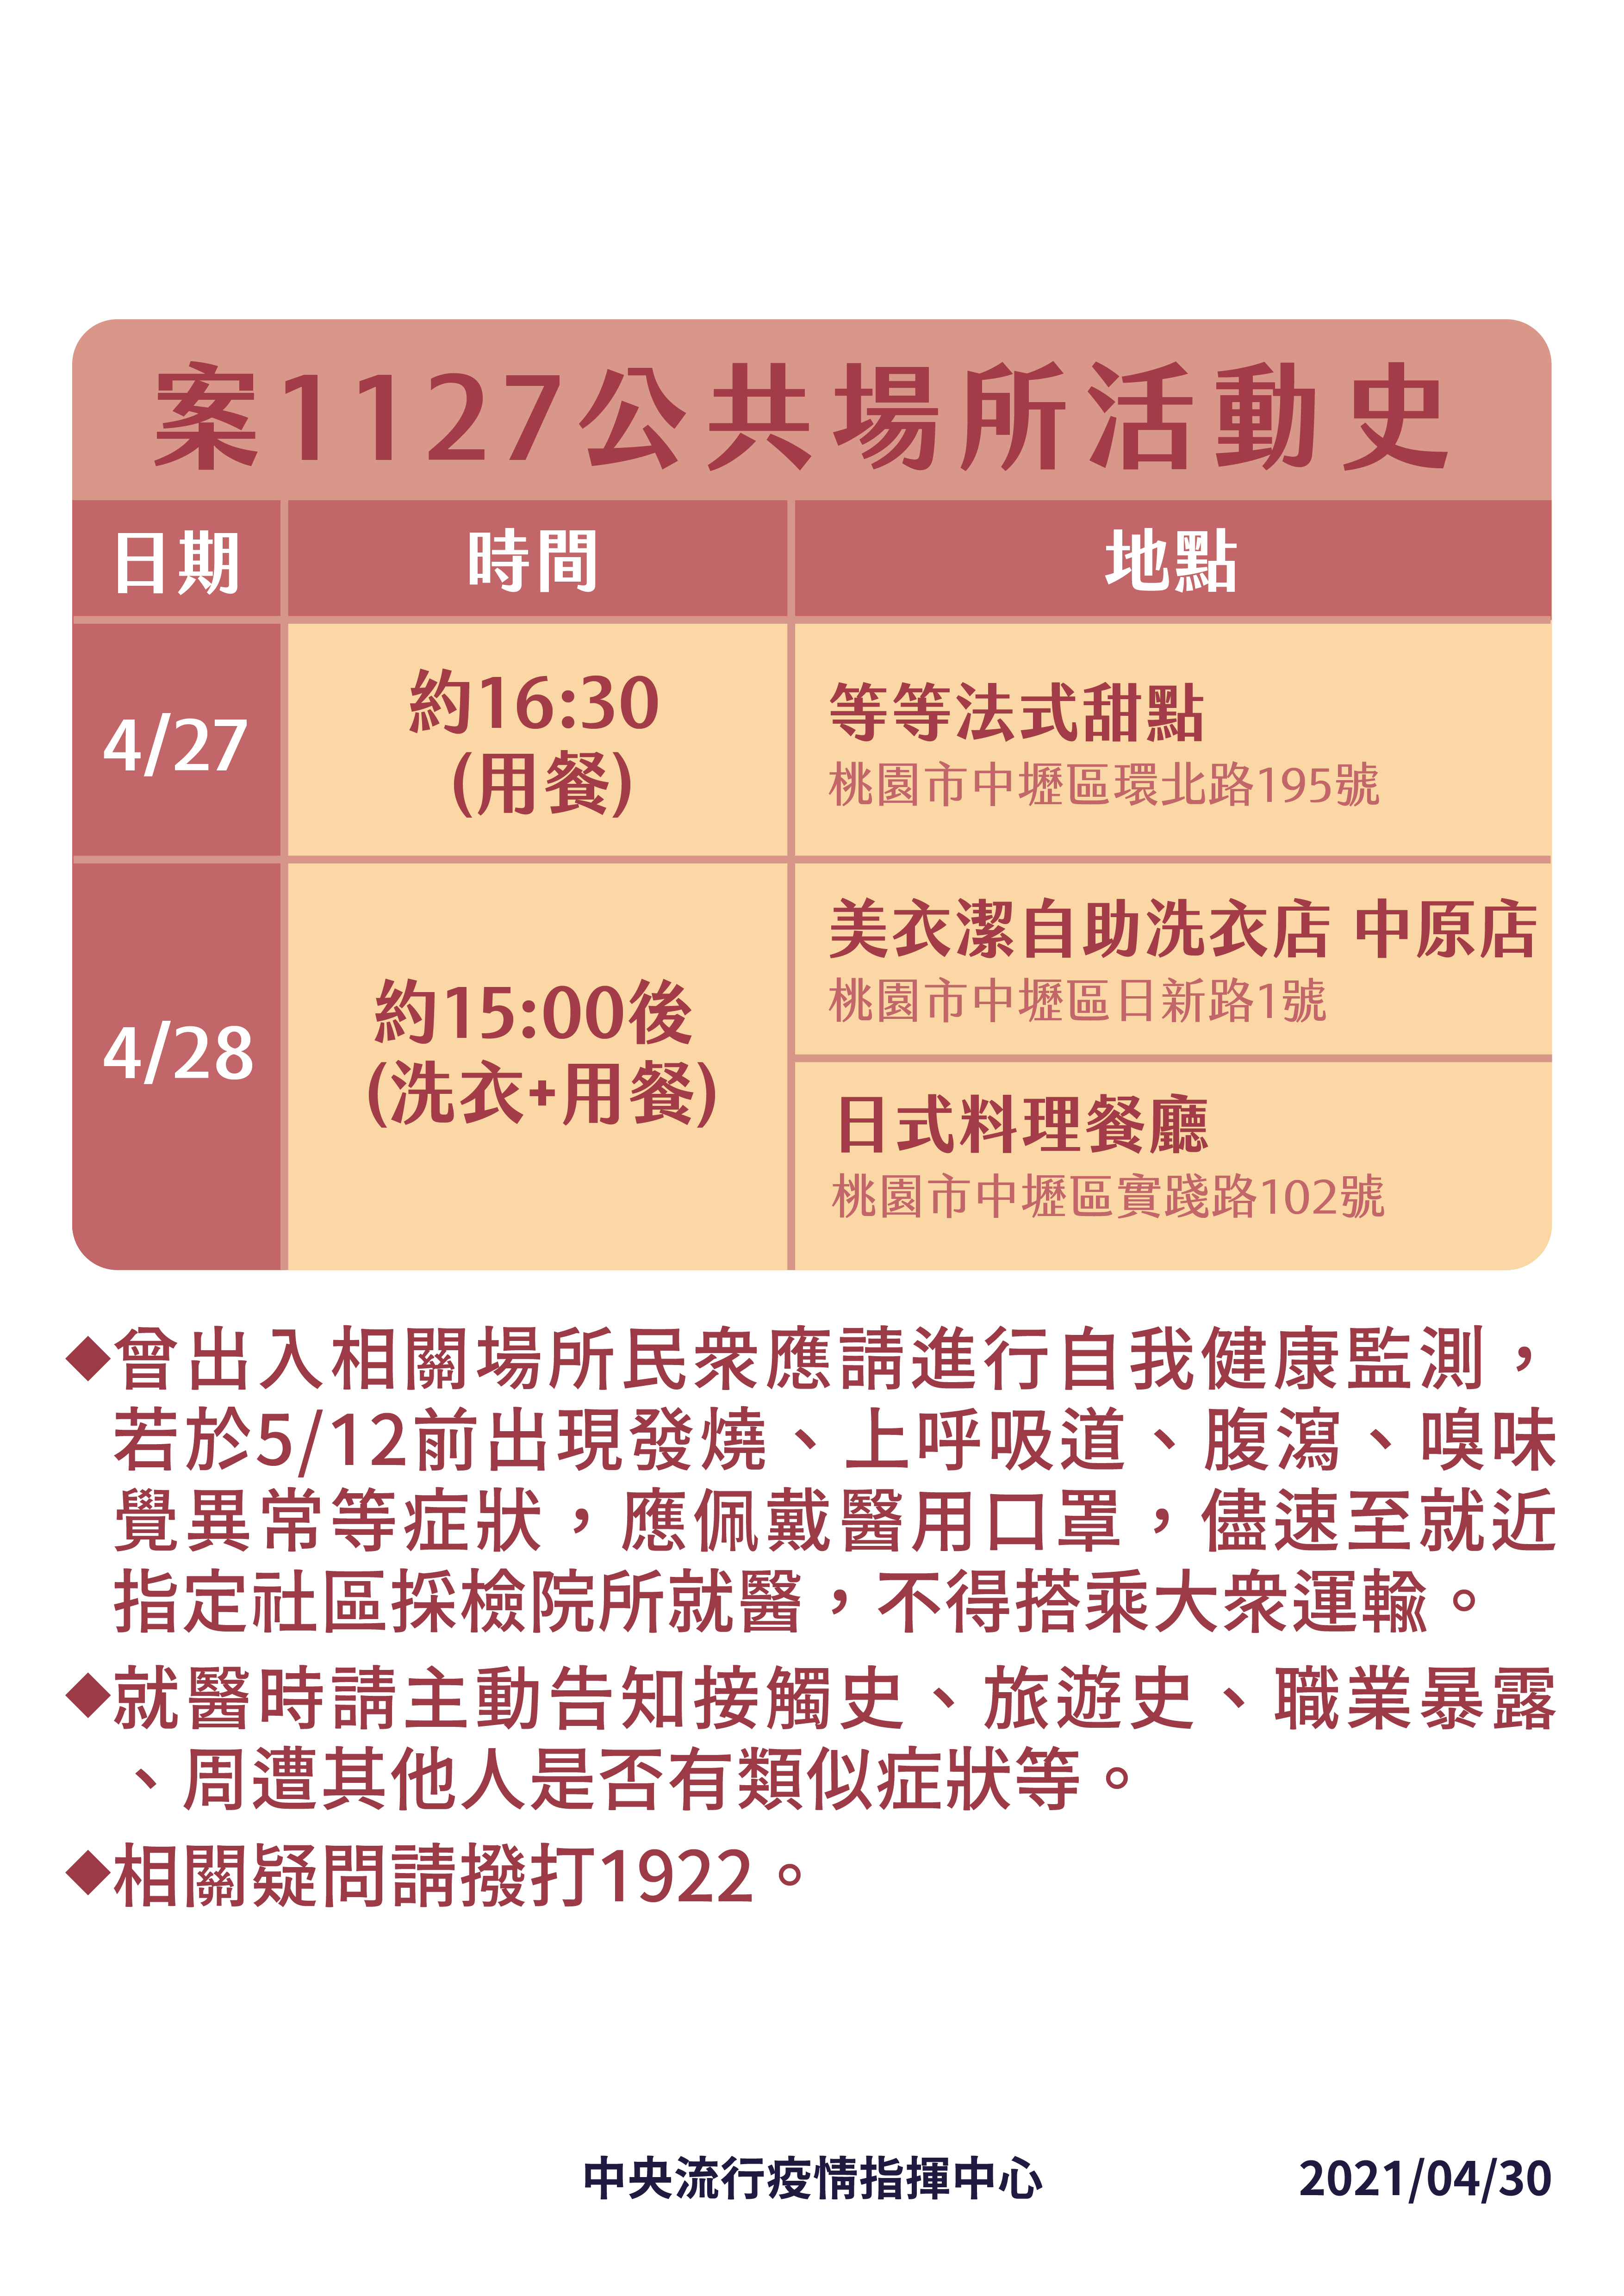 案1127公共場所活動史
日期 時間 地點
4/27
約16:30
(用餐)
等等法式甜點
桃園市中壢區環北路195號
4/28
約15:00後
(洗衣+用餐)
美衣潔自助洗衣店 中原店
桃園市中壢區日新路1號
日式料理餐廳
桃園市中壢區實踐路102號
◆曾出入相關場所民衆應請進行自我健康監測，
若於5/12前出現發燒、上呼吸道、腹瀉、嗅味
覺異常等症狀，應佩戴醫用口罩，儘速至就近
指定社區採檢院所就醫，不得搭乘大衆運輸。
◆就醫時請主動告知接觸史、旅遊史、職業暴露
、周遭其他人是否有類似症狀等。
◆相關疑問請撥打1922。
中央流行疫情指揮中心 2021/04/30